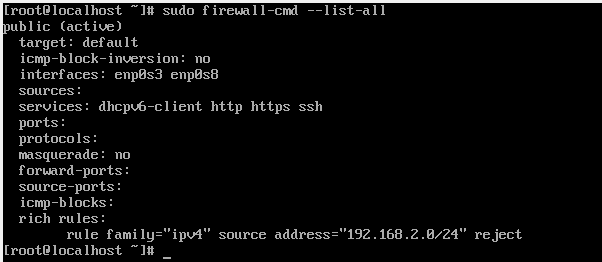 [root@localhost ~]# sudo firewall-cmd --list-all
public (active)
  target: default
  icmp-block-inversion: no
  interfaces: enp0s3 enp0s8
  sources:
  services: dhcpv6-client http https ssh
  ports:
  protocols:
  masquerade: no
  forward-ports:
  source-ports:
  icmp-blocks:
  rich rules:
        rule family="ipv4" source address="192.168.2.0/24" reject
[root@localhost ~]# _